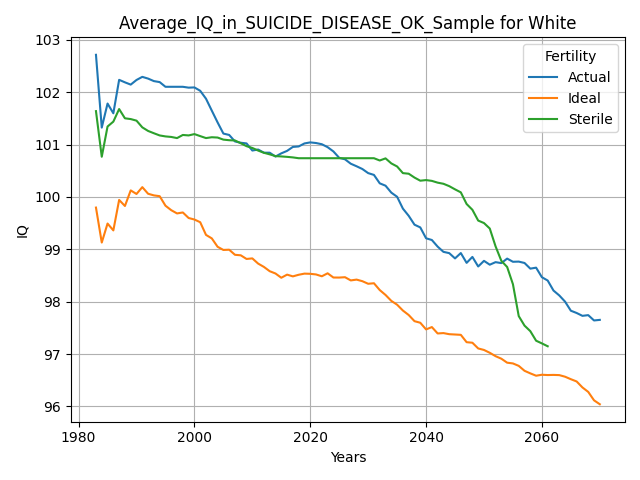 Average_IQ_in_SUICIDE_DISEASE_OK_Sample for White
Fertility
Actual
Ideal
Sterile
103
102
101
100
99
98
97
96
IQ
1980
2000
2020
2040
2060
Years